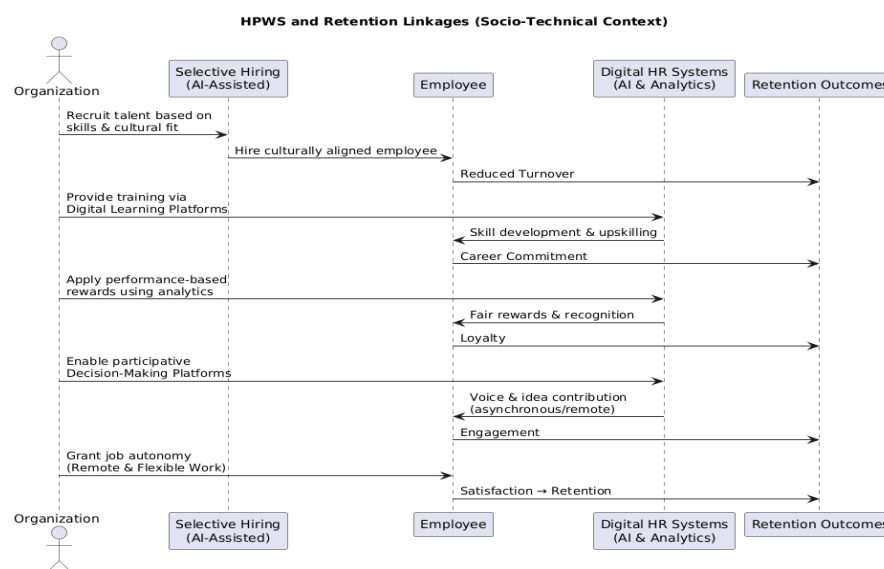 HPWS and Retention Linkages (Socio-Technical Context)
Organization
Selective Hiring
(AI-Assisted)
Employee
Digital HR Systems
(AI & Analytics)
Retention Outcomes
Recruit talent based on
skills & cultural fit
Hire culturally aligned employee
Reduced Turnover
Provide training via
Digital Learning Platforms
Skill development & upskilling
Career Commitment
Apply performance-based
rewards using analytics
Fair rewards & recognition
Loyalty
Enable participative
Decision-Making Platforms
Voice & idea contribution
(asynchronous/remote)
Engagement
Grant job autonomy
(Remote & Flexible Work)
Satisfaction → Retention
Organization
Selective Hiring
(AI-Assisted)
Employee
Digital HR Systems
(AI & Analytics)
Retention Outcomes